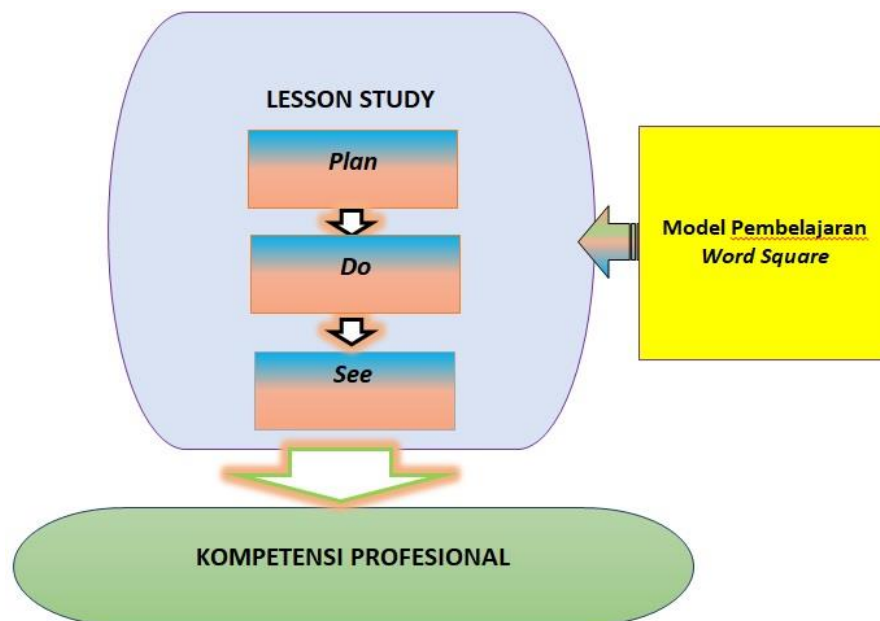 LESSON STUDY
Plan
Do
See
Model Pembelajaran
Word Square
KOMPETENSI PROFESIONAL